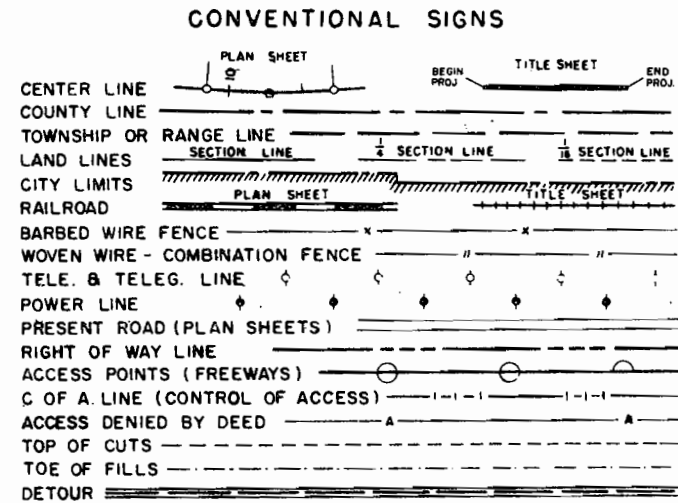 CONVENTIONAL SIGNS
PLAN SHEET
TITLE SHEET
BEGIN PROJ.
END PROJ.
CENTER LINE
10
COUNTY LINE
TOWNSHIP OR RANGE LINE
LAND LINES
SECTION LINE
1/4 SECTION LINE
1/16 SECTION LINE
CITY LIMITS
RAILROAD
PLAN SHEET
TITLE SHEET
BARBED WIRE FENCE
WOVEN WIRE - COMBINATION FENCE
TELE. & TELEG. LINE
POWER LINE
PRESENT ROAD (PLAN SHEETS)
RIGHT OF WAY LINE
ACCESS POINTS (FREEWAYS)
C OF A. LINE (CONTROL OF ACCESS)
ACCESS DENIED BY DEED
A
A
TOP OF CUTS
TOE OF FILLS
DETOUR